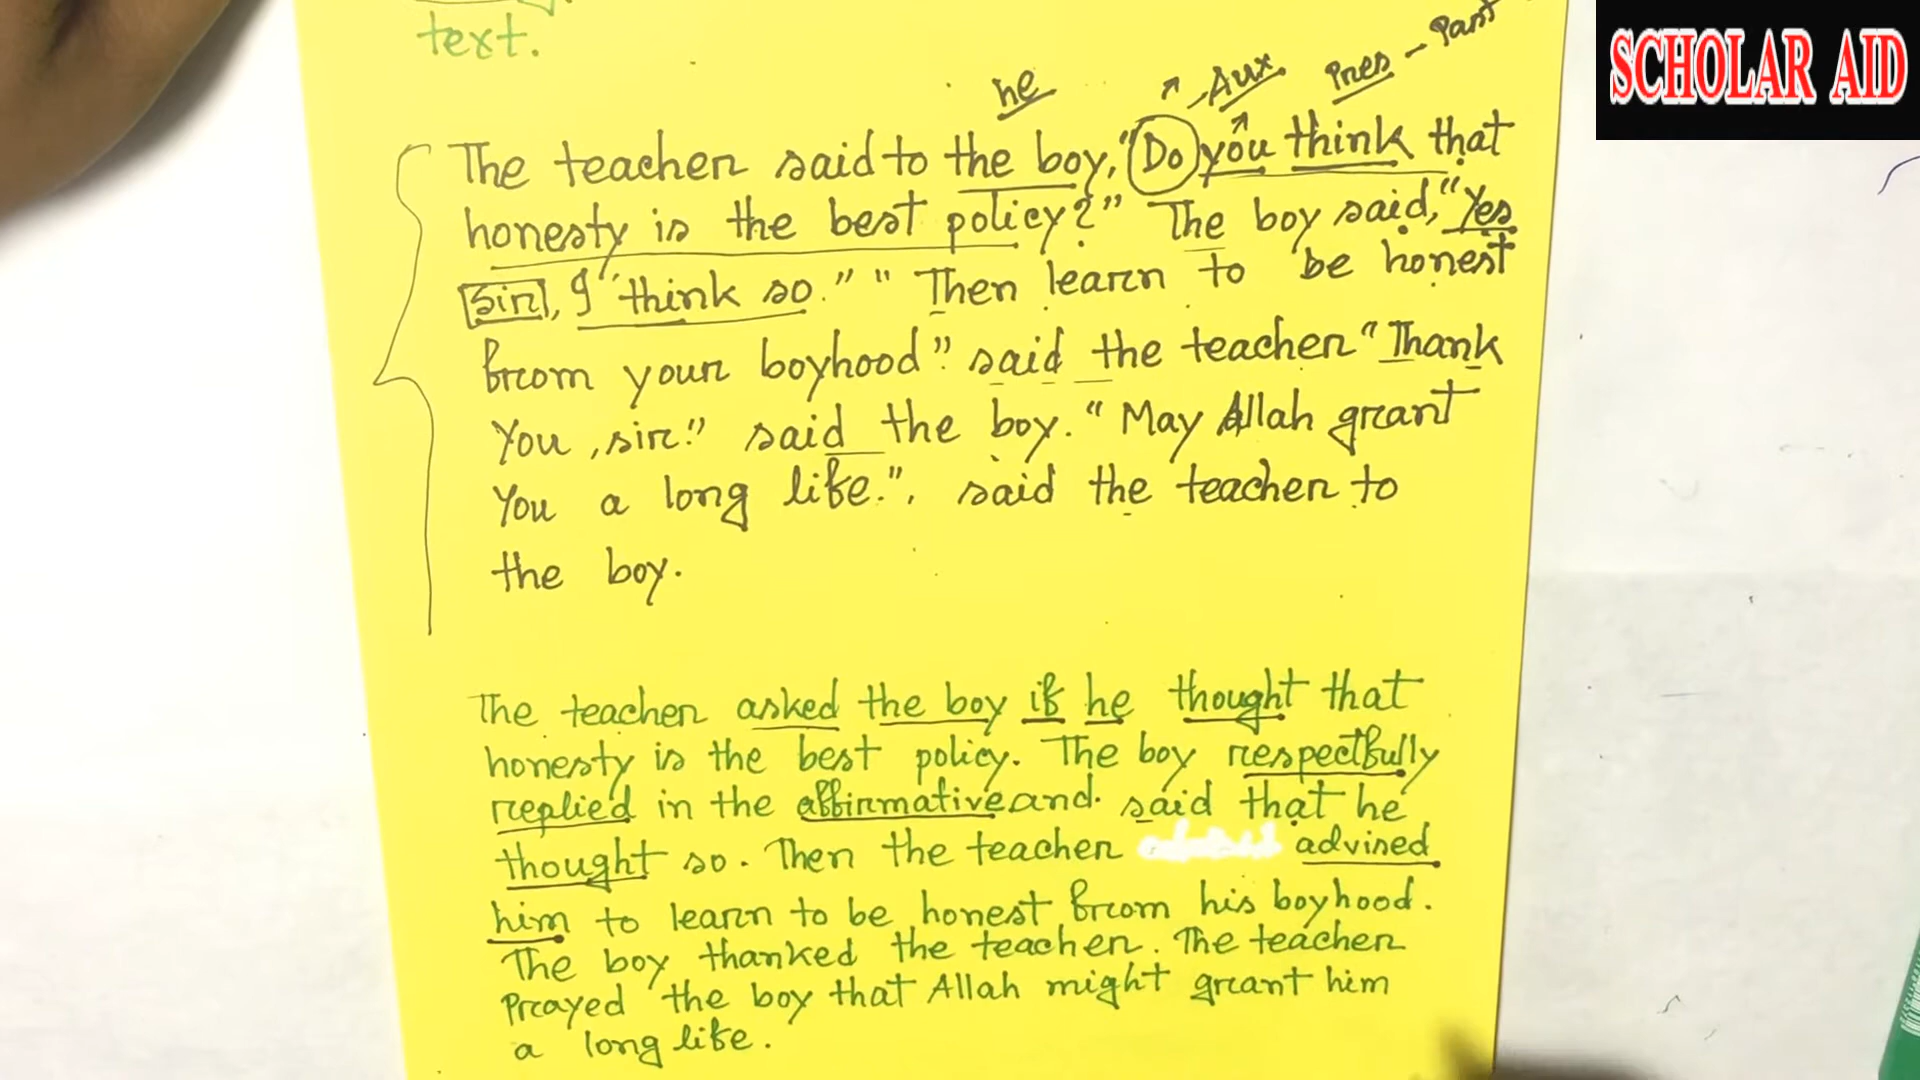 text.
SCHOLAR AID
he
Aux
Pres - Past
The teacher said to the boy, "Do you think that
honesty is the best policy?" The boy said, "Yes
Sir, I think so." "Then learn to be honest
from your boyhood". said the teacher "Thank
You, sir." said the boy. "May Allah grant
You a long life.", said the teacher to
the boy.
The teacher asked the boy if he thought that
honesty is the best policy. The boy respectfully
replied in the affirmative and. said that he
thought so. Then the teacher advised
him to learn to be honest from his boyhood.
The boy thanked the teacher. The teacher
Prayed the boy that Allah might grant him
a long life.